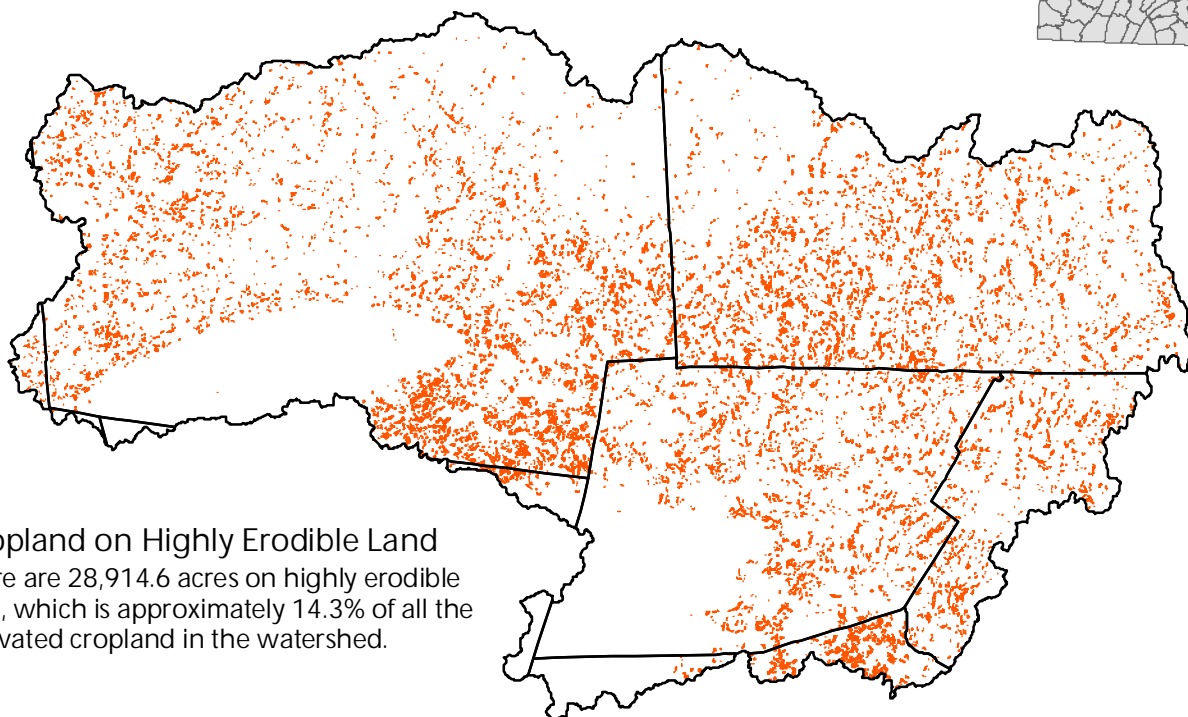 opland on Highly Erodible Land
re are 28,914.6 acres on highly erodible
, which is approximately 14.3% of all the
vated cropland in the watershed.